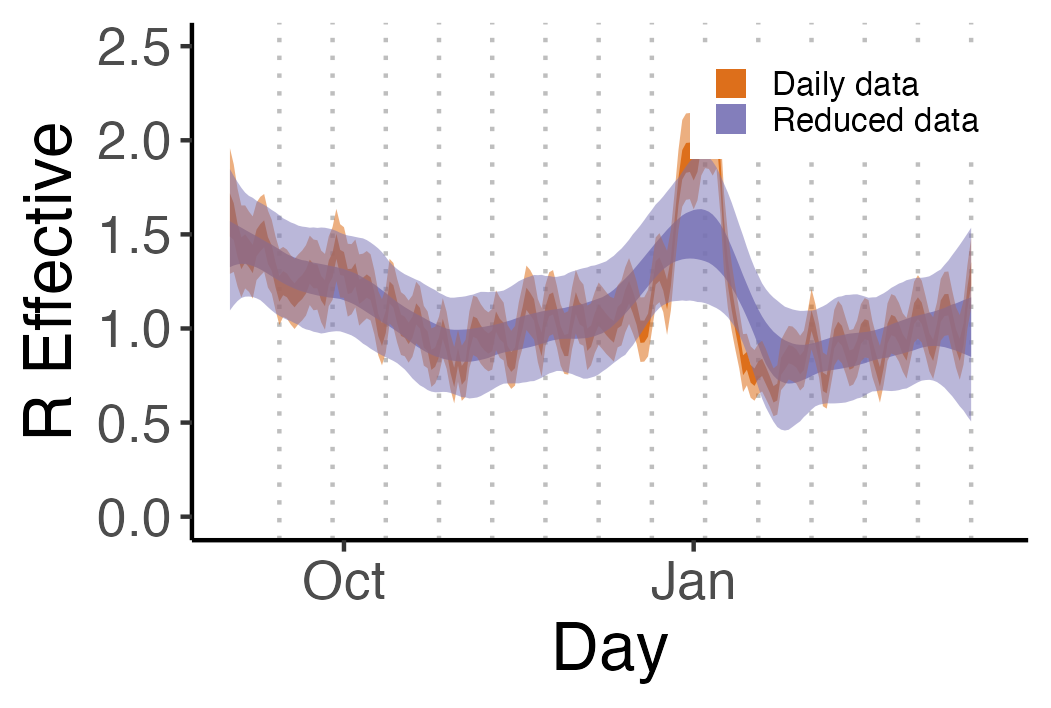 R Effective
2.5
2.0
1.5
1.0
0.5
0.0
Daily data
Reduced data
Oct
Jan
Day